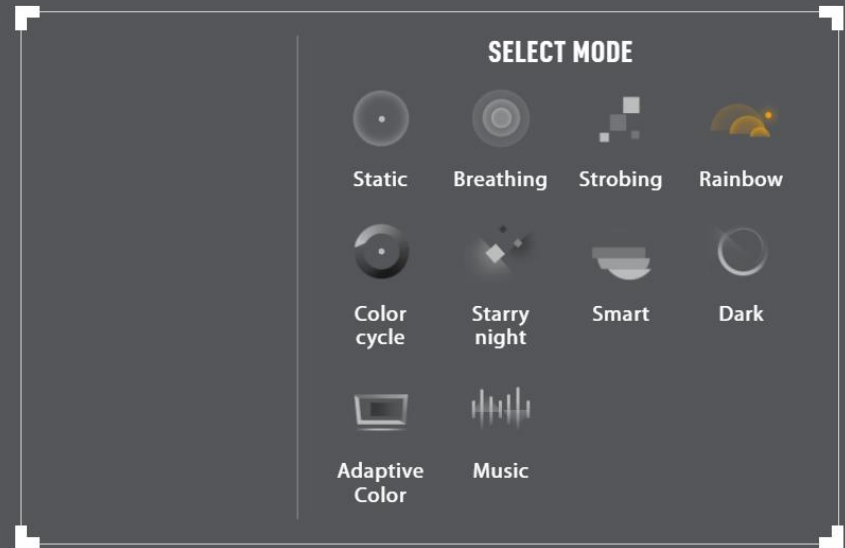 SELECT MODE
Static
Breathing
Strobing
Rainbow
Color
cycle
Starry
night
Smart
Dark
Adaptive
Color
Music